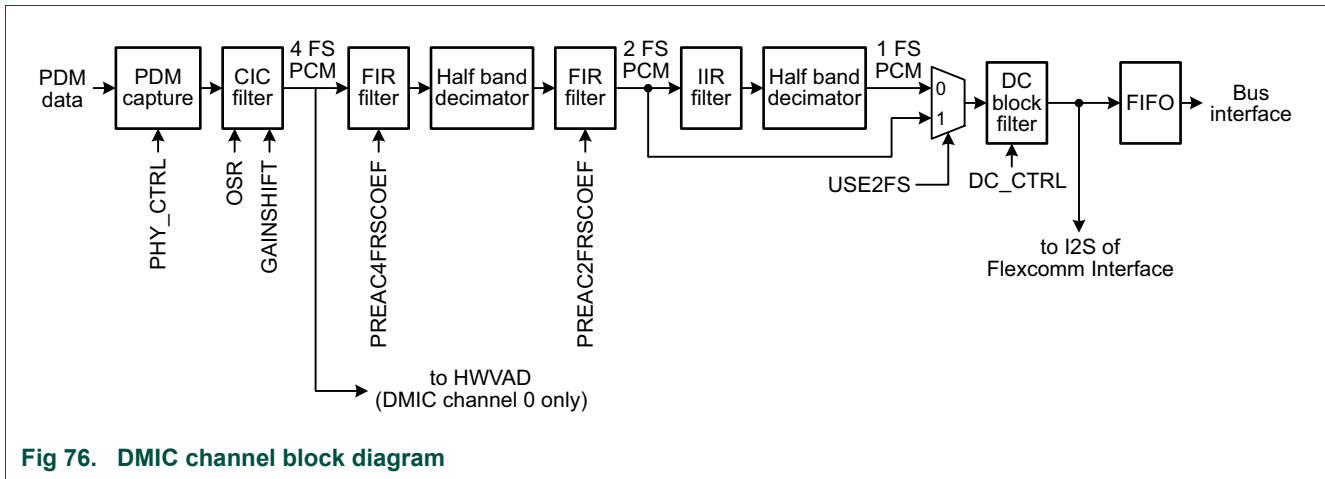 4 FS
PCM
2 FS
PCM
1 FS
PCM
PDM
data
PDM
capture
CIC
filter
FIR
filter
Half band
decimator
FIR
filter
IIR
filter
Half band
decimator
0
1
DC
block
filter
FIFO
Bus
interface
PHY_CTRL
OSR
GAINSHIFT
PREAC4FRSCOEF
PREAC2FRSCOEF
USE2FS
DC_CTRL
to I2S of
Flexcomm Interface
to HWVAD
(DMIC channel 0 only)
Fig 76. DMIC channel block diagram